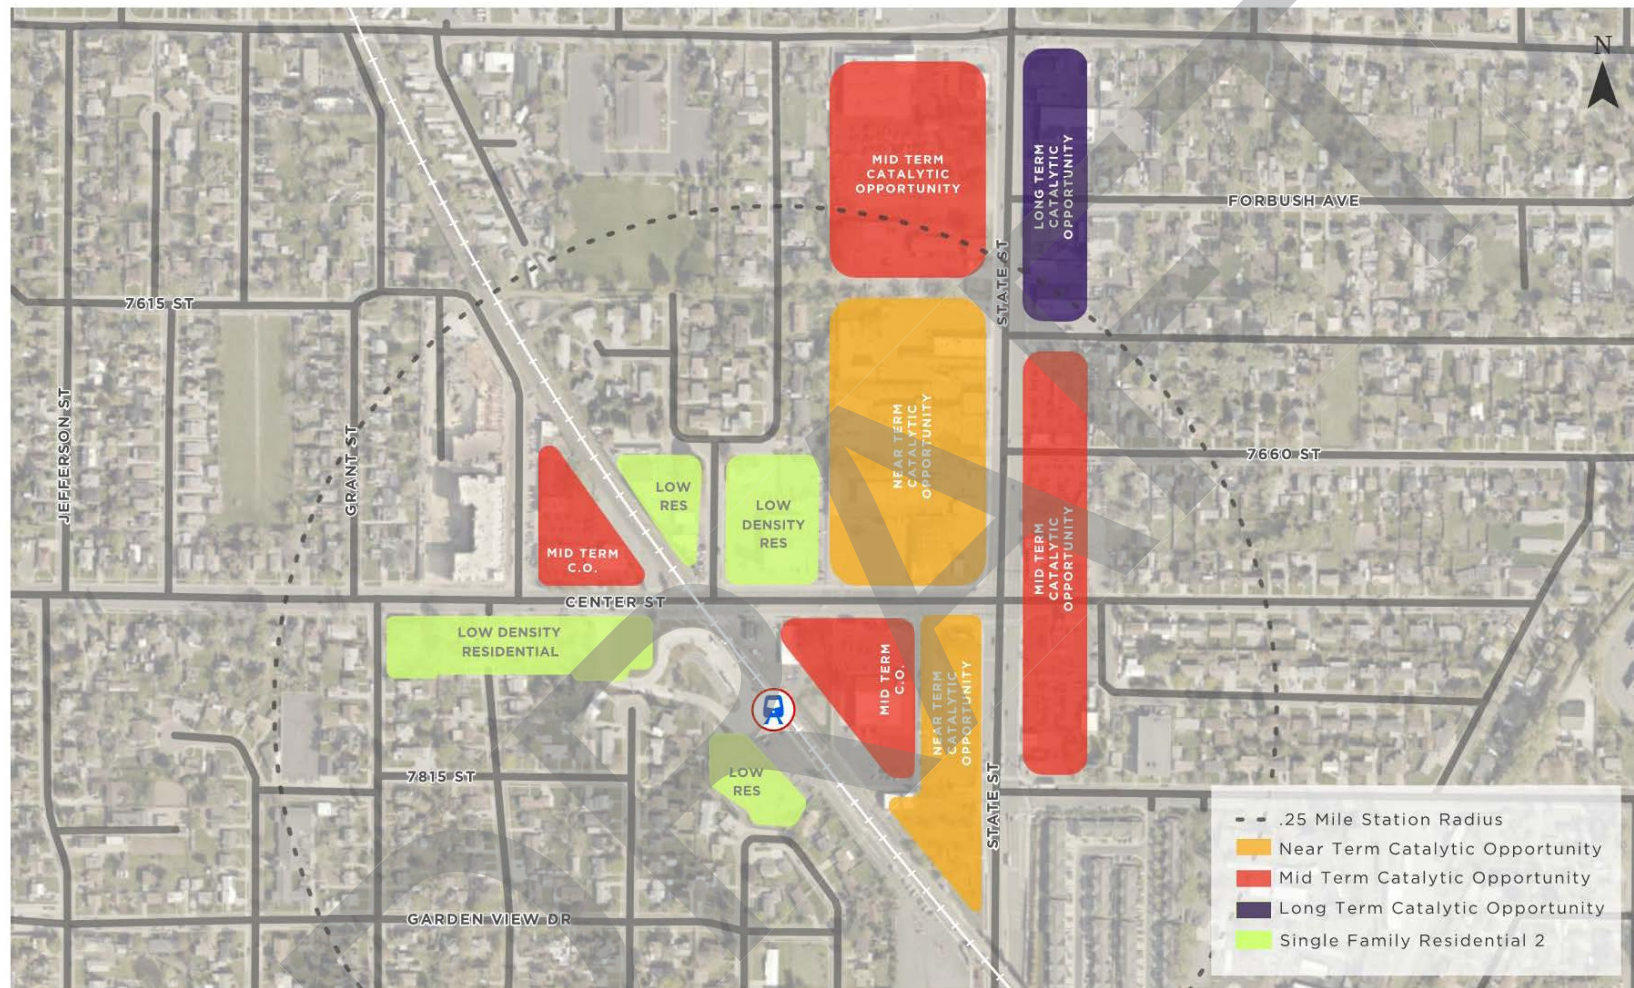 N
MID TERM
CATALYTIC
OPPORTUNITY
LONG TERM
CATALYTIC
OPPORTUNITY
FORBUSH AVE
STATE ST
7615 ST
JEFFERSON ST
GRANT ST
NEAR TERM
CATALYTIC
OPPORTUNITY
7660 ST
LOW
RES
LOW
DENSITY
RES
MID TERM
C.O.
MID TERM
CATALYTIC
OPPORTUNITY
CENTER ST
LOW DENSITY
RESIDENTIAL
MID TERM
C.O.
NEAR TERM
CATALYTIC
OPPORTUNITY
LOW
RES
7815 ST
STATE ST
GARDEN VIEW DR
.25 Mile Station Radius
Near Term Catalytic Opportunity
Mid Term Catalytic Opportunity
Long Term Catalytic Opportunity
Single Family Residential 2
DRAFT